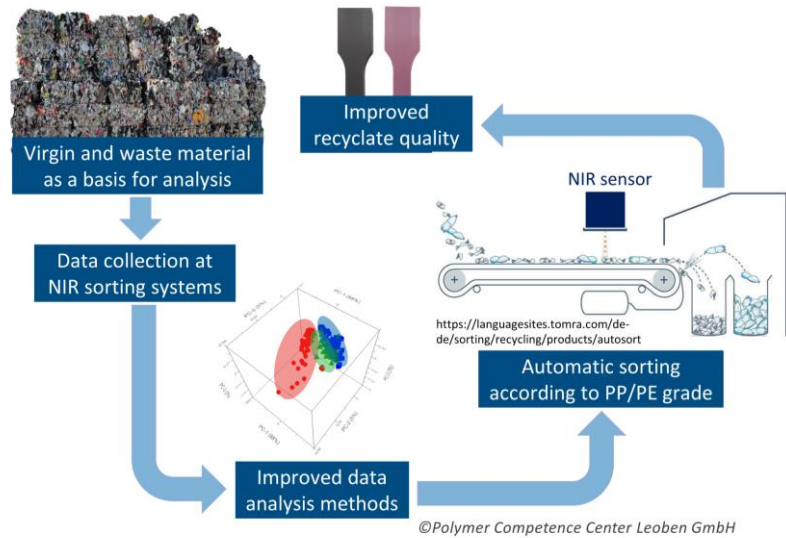 Virgin and waste material
as a basis for analysis
Data collection at
NIR sorting systems
Improved data
analysis methods
Automatic sorting
according to PP/PE grade
https://languagesites.tomra.com/de-
de/sorting/recycling/products/autosort
NIR sensor
Improved
recyclate quality
©Polymer Competence Center Leoben GmbH